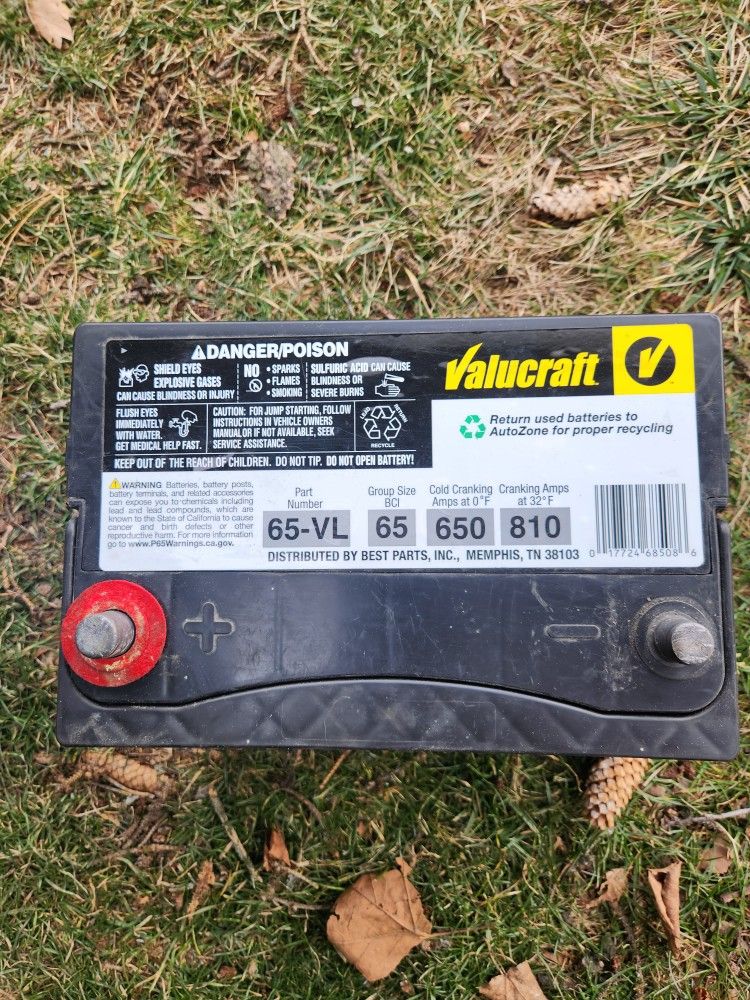 ⚠DANGER/POISON
SHIELD EYES
EXPLOSIVE GASES
CAN CAUSE BLINDNESS OR INJURY
NO
• SPARKS
• FLAMES
• SMOKING
SULFURIC ACID CAN CAUSE
BLINDNESS OR
SEVERE BURNS
FLUSH EYES
IMMEDIATELY
WITH WATER.
GET MEDICAL HELP FAST.
CAUTION: FOR JUMP STARTING, FOLLOW
INSTRUCTIONS IN VEHICLE OWNERS
MANUAL OR IF NOT AVAILABLE, SEEK
SERVICE ASSISTANCE.
LEAD
RETURN
RECYCLE
KEEP OUT OF THE REACH OF CHILDREN. DO NOT TIP. DO NOT OPEN BATTERY!
Valucraft
V
Return used batteries to
AutoZone for proper recycling
⚠WARNING: Batteries, battery posts,
battery terminals, and related accessories
can expose you to chemicals including
lead and lead compounds, which are
known to the State of California to cause
cancer and birth defects or other
reproductive harm. For more information
go to www.P65Warnings.ca.gov.
Part
Number
65-VL
Group Size
BCI
65
Cold Cranking
Amps at 0°F
650
Cranking Amps
at 32°F
810
DISTRIBUTED BY BEST PARTS, INC., MEMPHIS, TN 38103
0 17724 68508 6
+ −